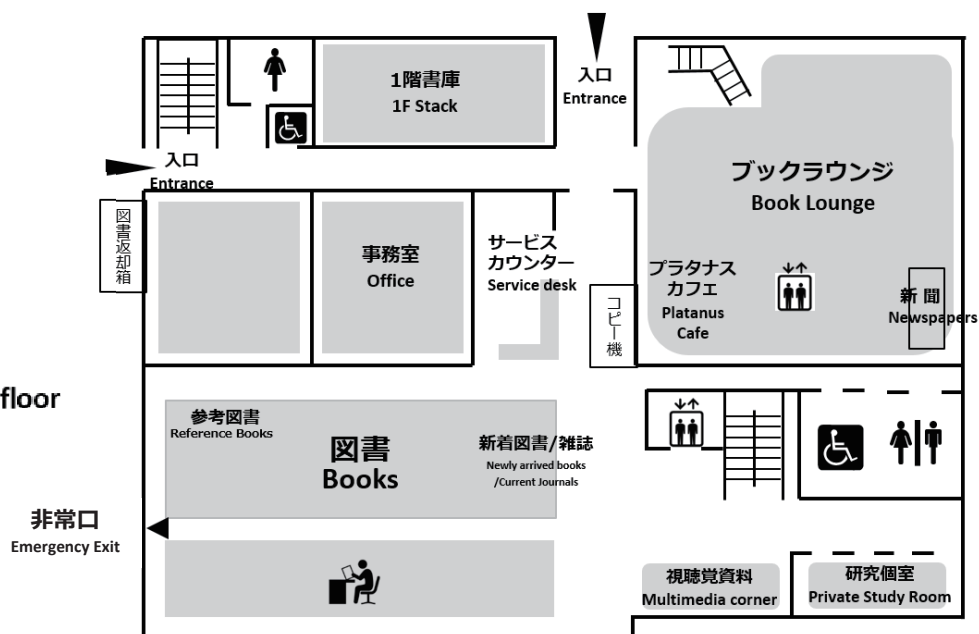 1階書庫
1F Stack
入口
Entrance
入口
Entrance
ブックラウンジ
Book Lounge
図書返却箱
事務室
Office
サービス
カウンター
Service desk
コピー機
プラタナス
カフェ
Platanus
Cafe
新聞
Newspapers
floor
参考図書
Reference Books
図書
Books
新着図書/雑誌
Newly arrived books
/Current Journals
非常口
Emergency Exit
視聴覚資料
Multimedia corner
研究個室
Private Study Room